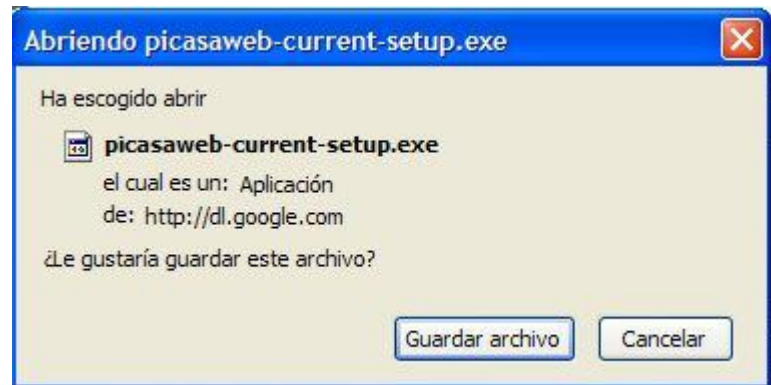 Abriendo picasaweb-current-setup.exe
Ha escogido abrir
picasaweb-current-setup.exe
el cual es un: Aplicación
de: http://dl.google.com
¿Le gustaría guardar este archivo?
Guardar archivo Cancelar